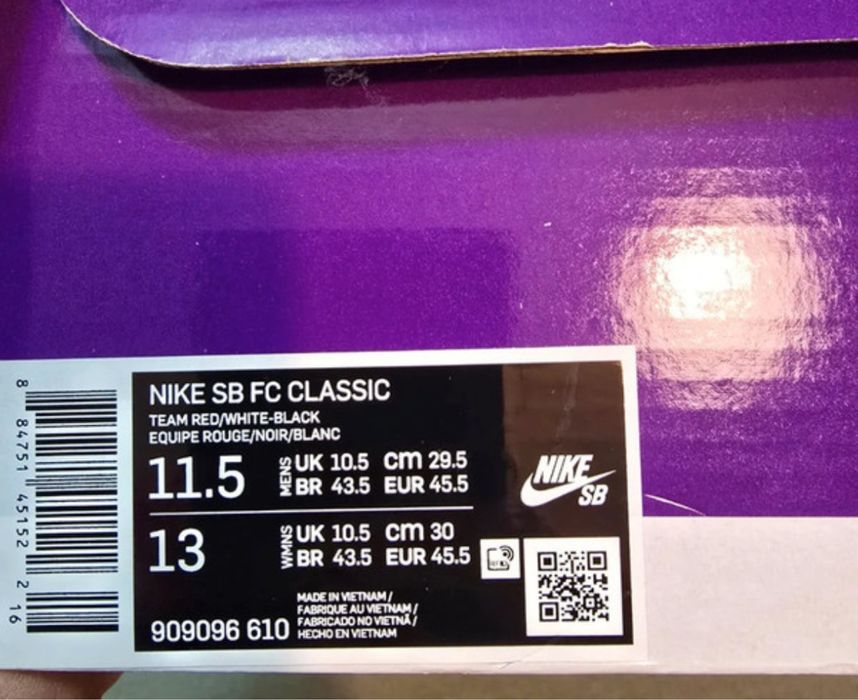 NIKE SB FC CLASSIC
TEAM RED/WHITE-BLACK
EQUIPE ROUGE/NOIR/BLANC
11.5 MENS UK 10.5 cm 29.5
BR 43.5 EUR 45.5
13 WMNS UK 10.5 cm 30
BR 43.5 EUR 45.5
NIKE
SB
909096 610
MADE IN VIETNAM /
FABRIQUE AU VIETNAM /
FABRICADO NO VIETNÃ /
HECHO EN VIETNAM
8 84751 45152 2 16